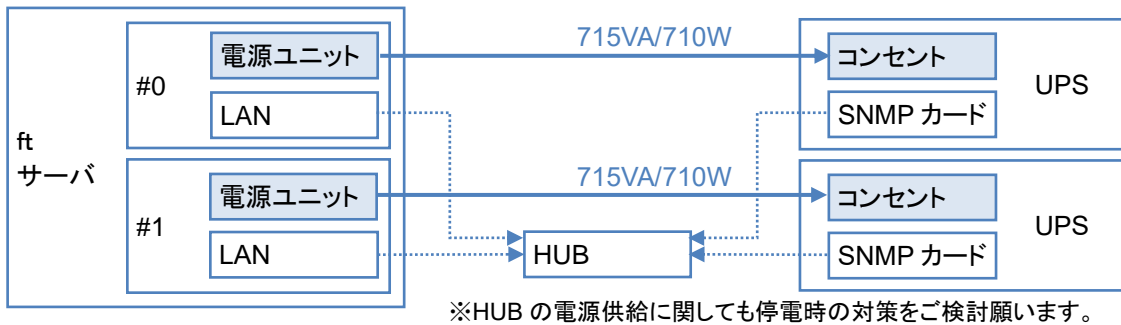 ft
サーバ
#0
電源ユニット
LAN
715VA/710W
コンセント
SNMP カード
UPS
#1
電源ユニット
LAN
715VA/710W
コンセント
SNMP カード
UPS
HUB
※HUB の電源供給に関しても停電時の対策をご検討願います。